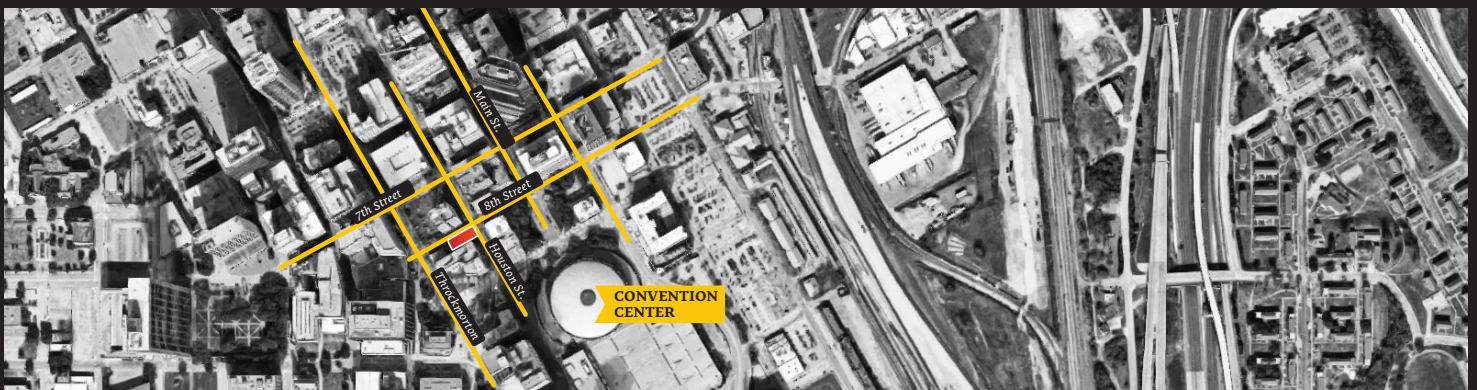 Main St.
7th Street
8th Street
Houston St.
Throckmorton
CONVENTION
CENTER